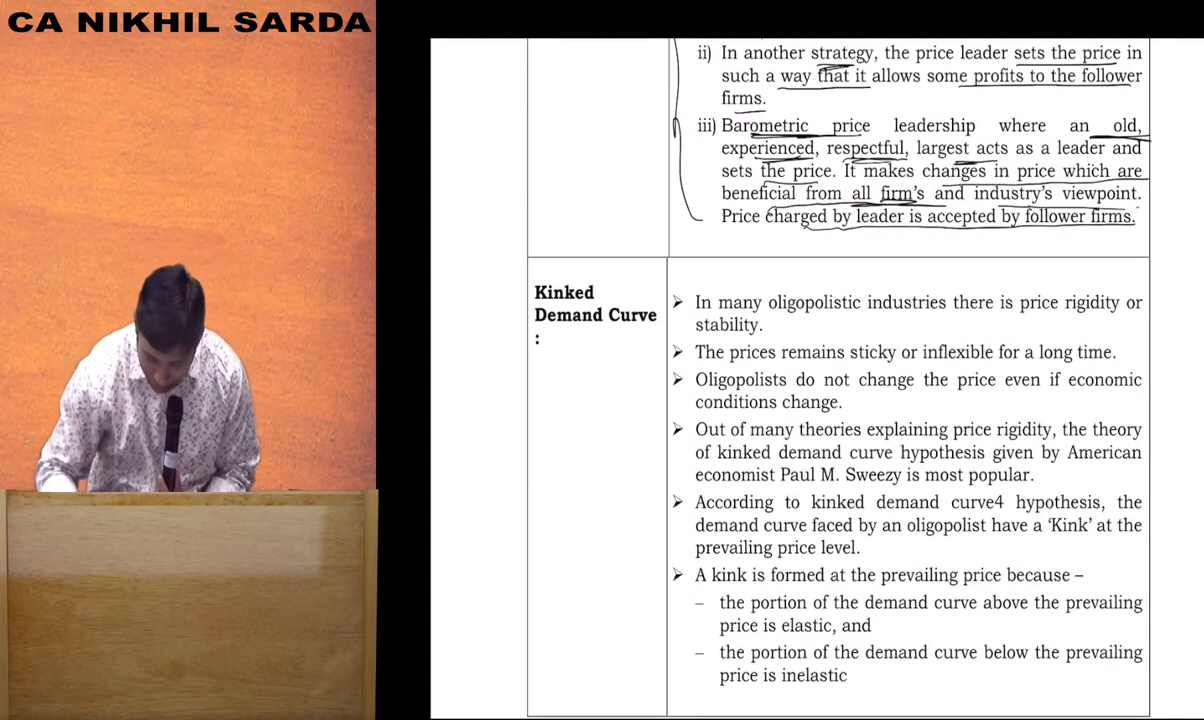 CA NIKHIL SARDA
ii) In another strategy, the price leader sets the price in
such a way that it allows some profits to the follower
firms.
iii) Barometric price leadership where an old,
experienced, respectful, largest acts as a leader and
sets the price. It makes changes in price which are
beneficial from all firm's and industry's viewpoint.
Price charged by leader is accepted by follower firms.
Kinked
Demand Curve
:
➢ In many oligopolistic industries there is price rigidity or
stability.
➢ The prices remains sticky or inflexible for a long time.
➢ Oligopolists do not change the price even if economic
conditions change.
➢ Out of many theories explaining price rigidity, the theory
of kinked demand curve hypothesis given by American
economist Paul M. Sweezy is most popular.
➢ According to kinked demand curve4 hypothesis, the
demand curve faced by an oligopolist have a 'Kink' at the
prevailing price level.
➢ A kink is formed at the prevailing price because –
– the portion of the demand curve above the prevailing
price is elastic, and
– the portion of the demand curve below the prevailing
price is inelastic